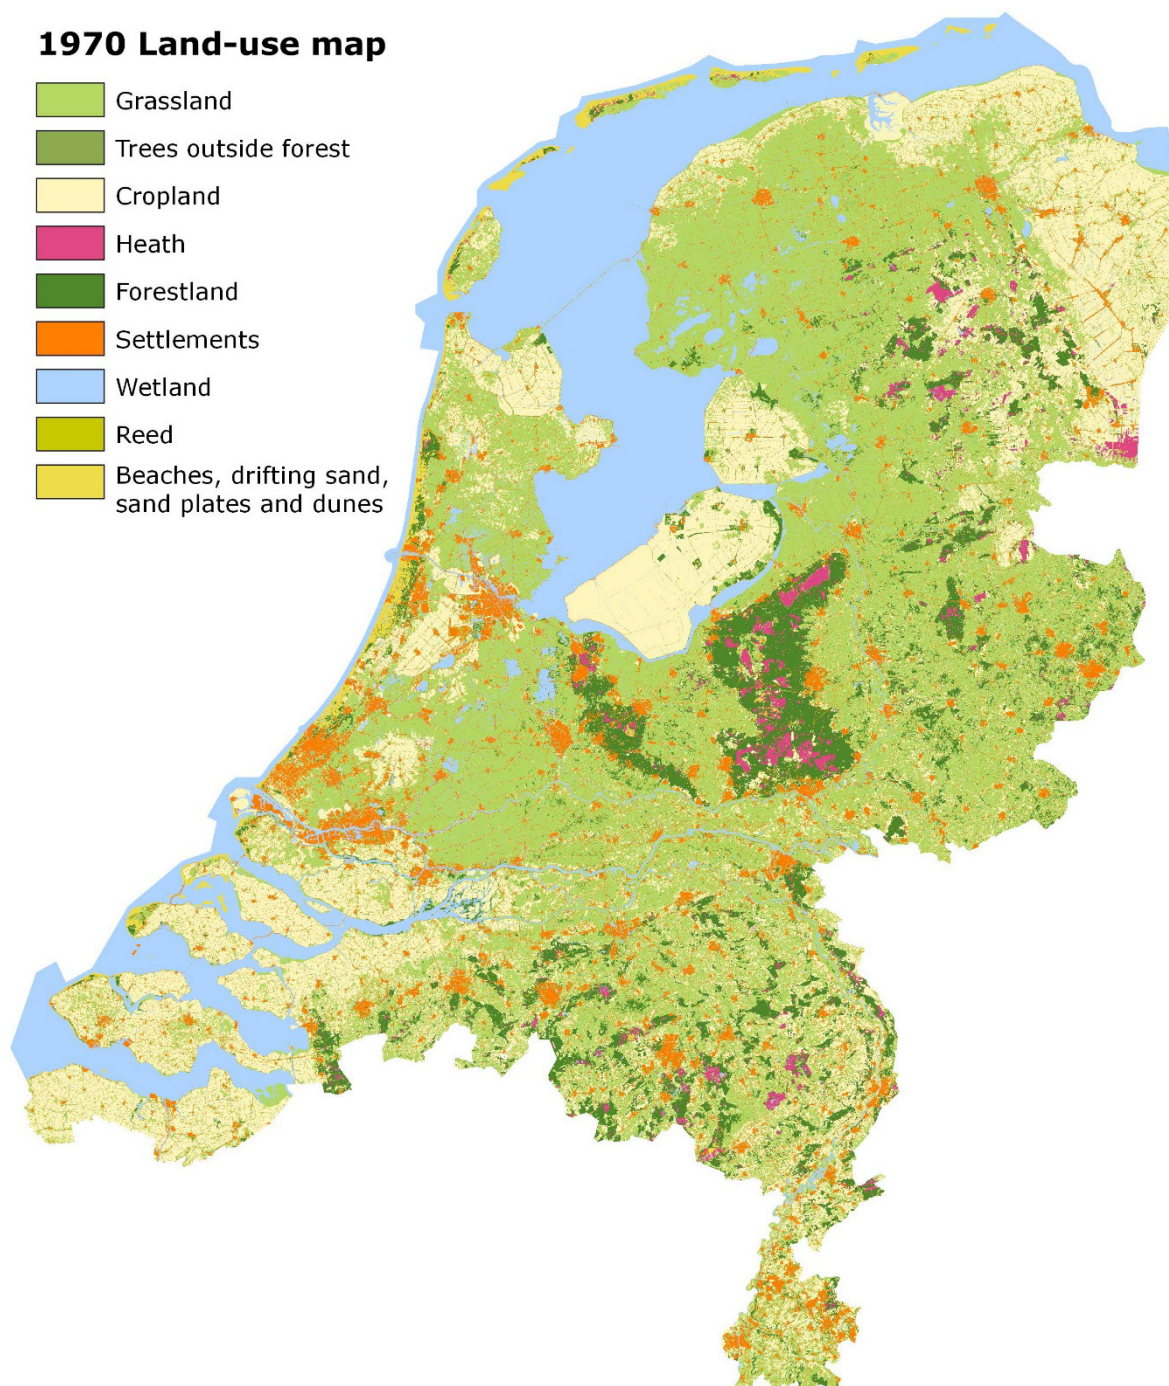 1970 Land-use map
Grassland
Trees outside forest
Cropland
Heath
Forestland
Settlements
Wetland
Reed
Beaches, drifting sand,
sand plates and dunes